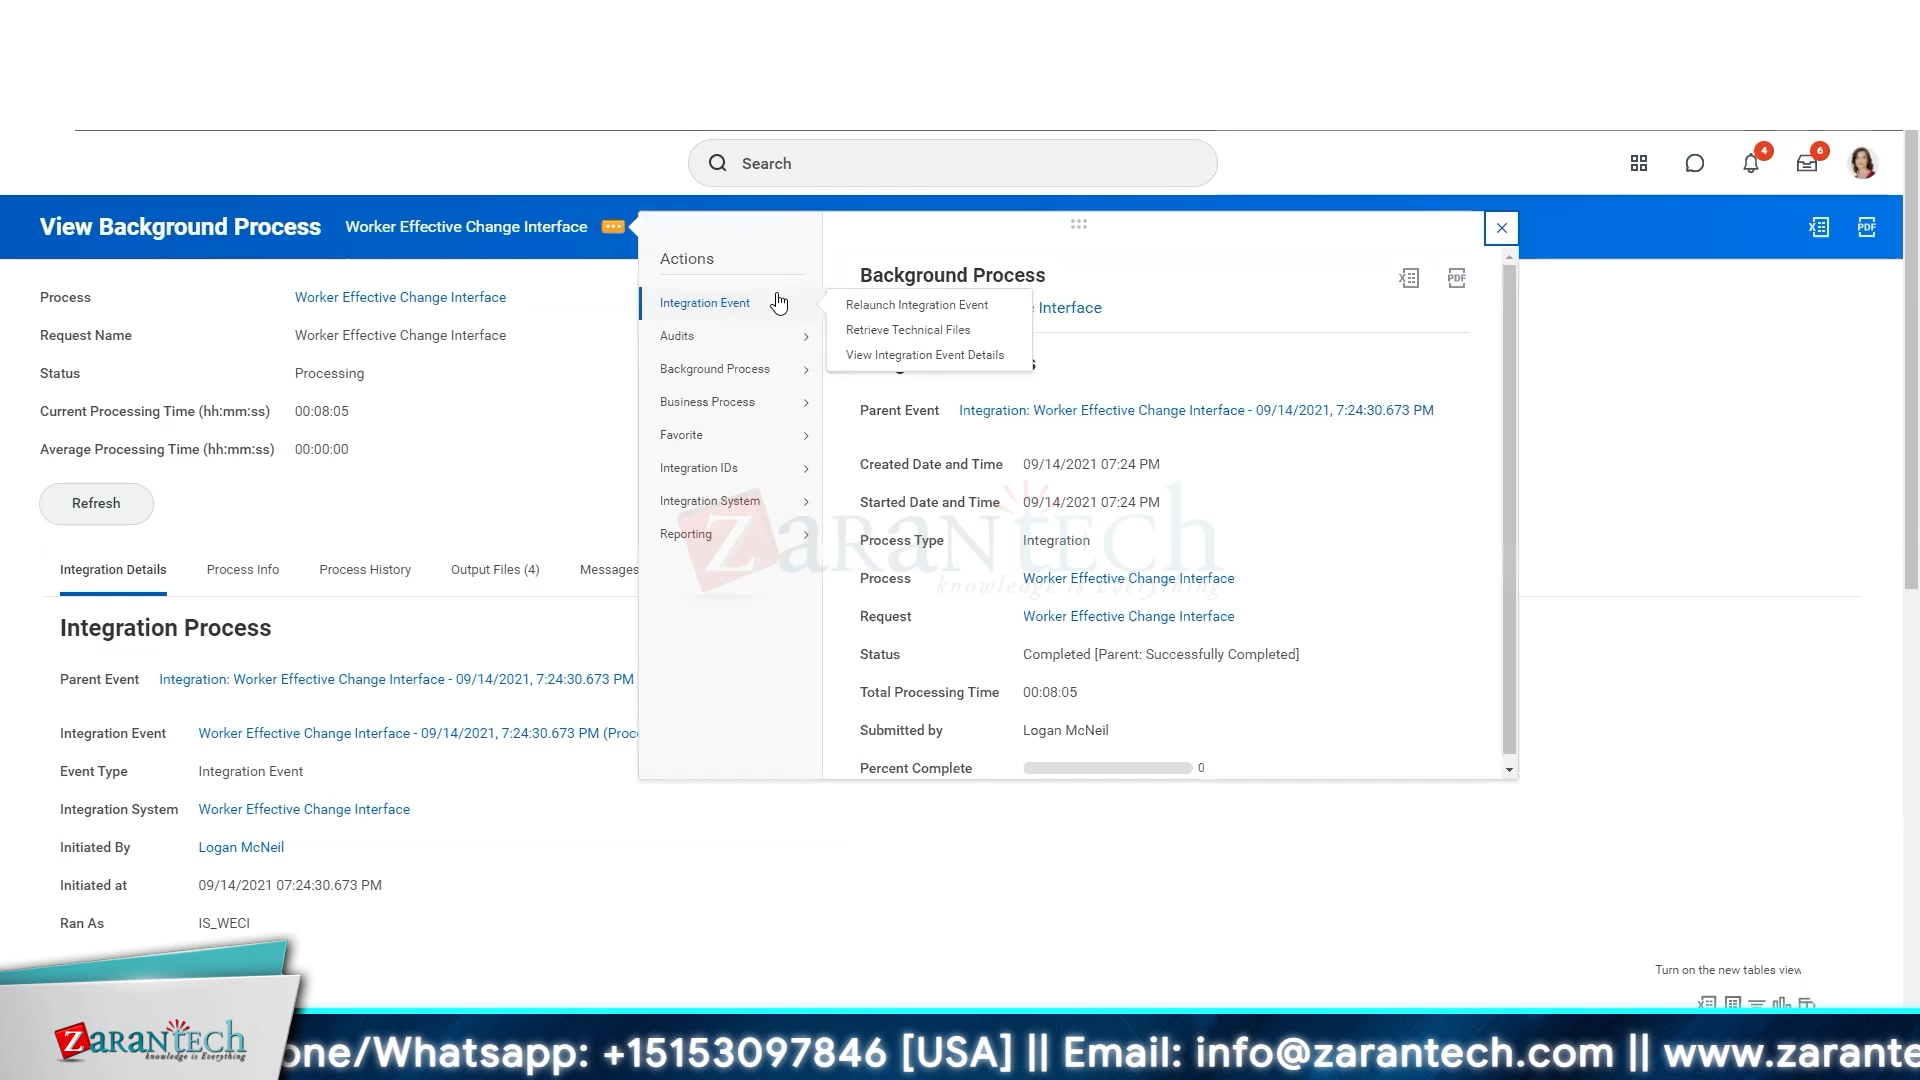 Search
4
6
View Background Process
Worker Effective Change Interface
PDF
Process
Worker Effective Change Interface
Request Name
Worker Effective Change Interface
Status
Processing
Current Processing Time (hh:mm:ss)
00:08:05
Average Processing Time (hh:mm:ss)
00:00:00
Refresh
Integration Details
Process Info
Process History
Output Files (4)
Messages
Integration Process
Parent Event
Integration: Worker Effective Change Interface - 09/14/2021, 7:24:30.673 PM
Integration Event
Worker Effective Change Interface - 09/14/2021, 7:24:30.673 PM (Proc
Event Type
Integration Event
Integration System
Worker Effective Change Interface
Initiated By
Logan McNeil
Initiated at
09/14/2021 07:24:30.673 PM
Ran As
IS_WECI
Actions
Integration Event
Audits
Background Process
Business Process
Favorite
Integration IDs
Integration System
Reporting
Relaunch Integration Event
Retrieve Technical Files
View Integration Event Details
Background Process
PDF
Interface
Parent Event
Integration: Worker Effective Change Interface - 09/14/2021, 7:24:30.673 PM
Created Date and Time
09/14/2021 07:24 PM
Started Date and Time
09/14/2021 07:24 PM
Process Type
Integration
Process
Worker Effective Change Interface
Request
Worker Effective Change Interface
Status
Completed [Parent: Successfully Completed]
Total Processing Time
00:08:05
Submitted by
Logan McNeil
Percent Complete
0
ZaranTech
knowledge is Everything
Turn on the new tables view
ZaranTech
knowledge is Everything
one/Whatsapp: +15153097846 [USA] || Email: info@zarantech.com || www.zarante